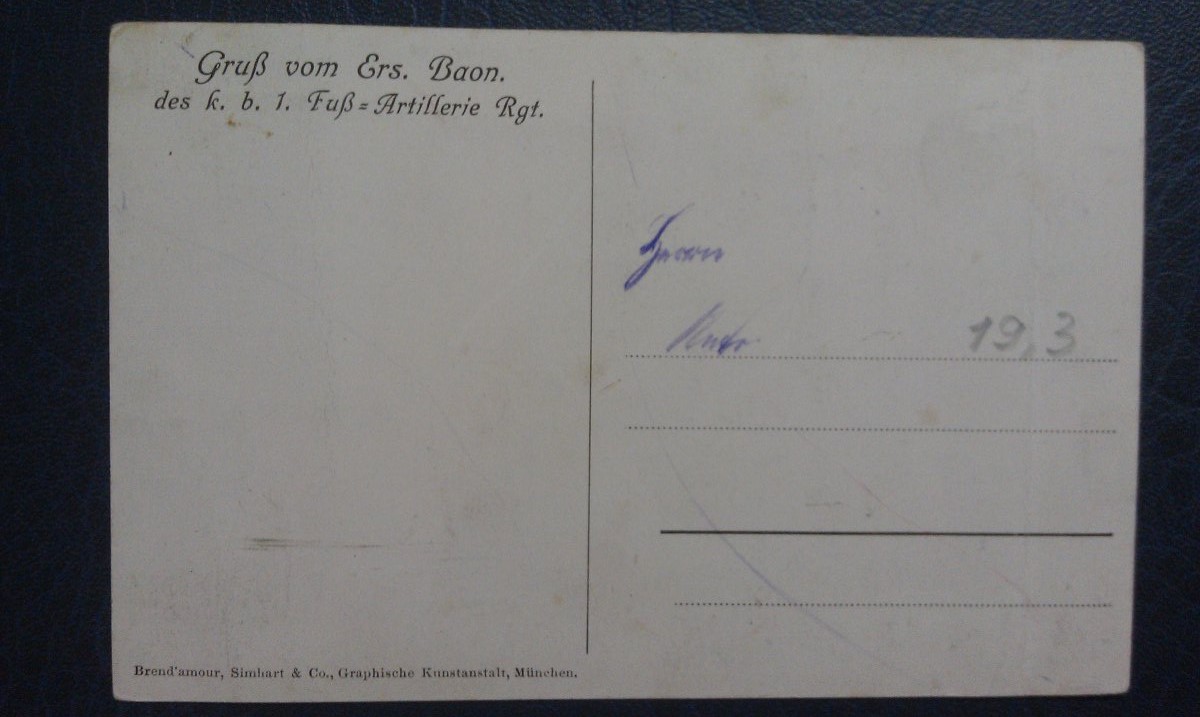 Gruß vom Ers. Baon.
des k. b. 1. Fuß=Artillerie Rgt.
Herrn
19,3
Brend'amour, Simhart & Co., Graphische Kunstanstalt, München.